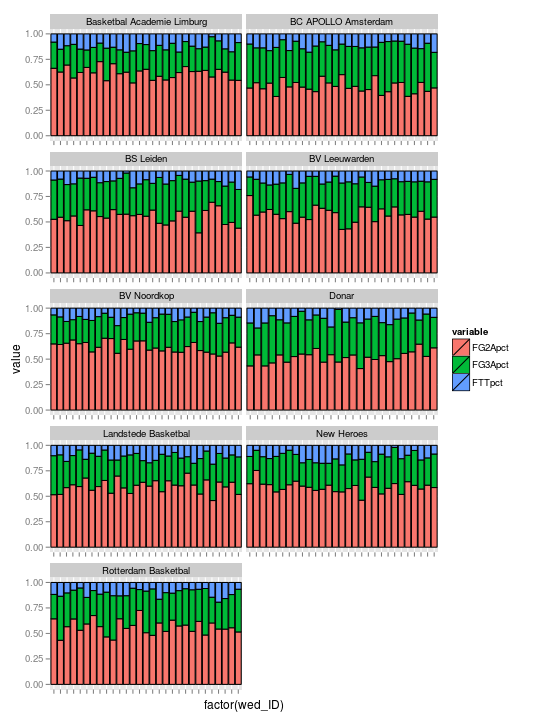 Basketbal Academie Limburg
BC APOLLO Amsterdam
1.00
0.75
0.50
0.25
0.00
BS Leiden
BV Leeuwarden
1.00
0.75
0.50
0.25
0.00
BV Noordkop
Donar
1.00
0.75
0.50
0.25
0.00
Landstede Basketbal
New Heroes
1.00
0.75
0.50
0.25
0.00
Rotterdam Basketbal
1.00
0.75
0.50
0.25
0.00
value
factor(wed_ID)
variable
FG2Apct
FG3Apct
FTTpct